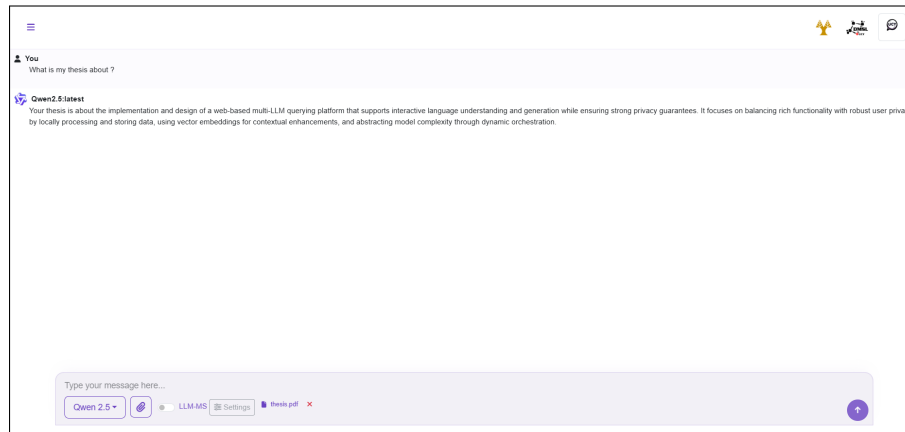 DMSL
UCY
You
What is my thesis about ?
Qwen2.5:latest
Your thesis is about the implementation and design of a web-based multi-LLM querying platform that supports interactive language understanding and generation while ensuring strong privacy guarantees. It focuses on balancing rich functionality with robust user priva
by locally processing and storing data, using vector embeddings for contextual enhancements, and abstracting model complexity through dynamic orchestration.
Type your message here...
Qwen 2.5
LLM-MS
Settings
thesis.pdf